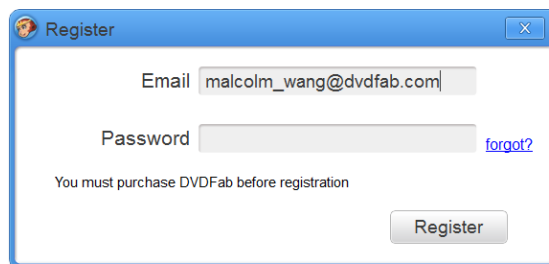 Register X
Email malcolm_wang@dvdfab.com
Password
forgot?
You must purchase DVDFab before registration
Register